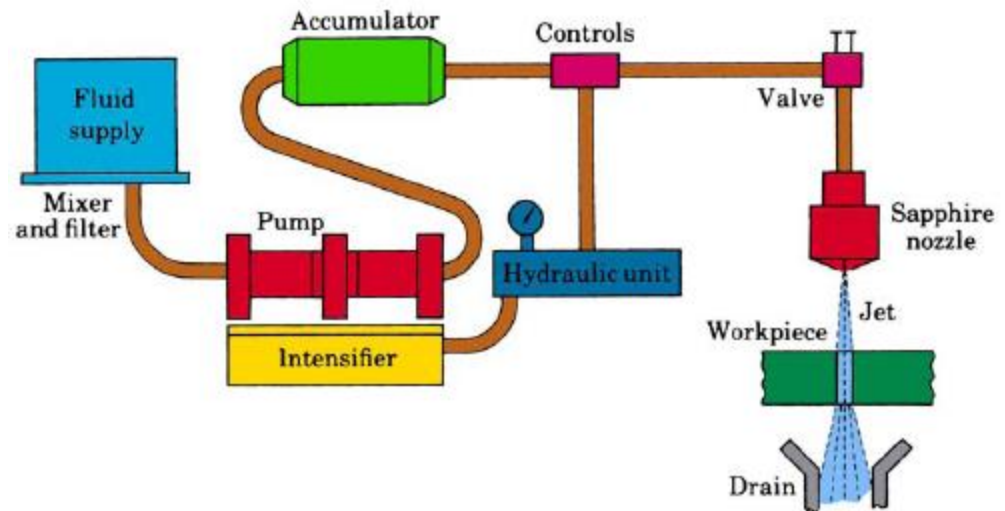 Accumulator
Controls
Fluid
supply
Valve
Mixer
and filter
Pump
Sapphire
nozzle
Hydraulic unit
Jet
Workpiece
Intensifier
Drain